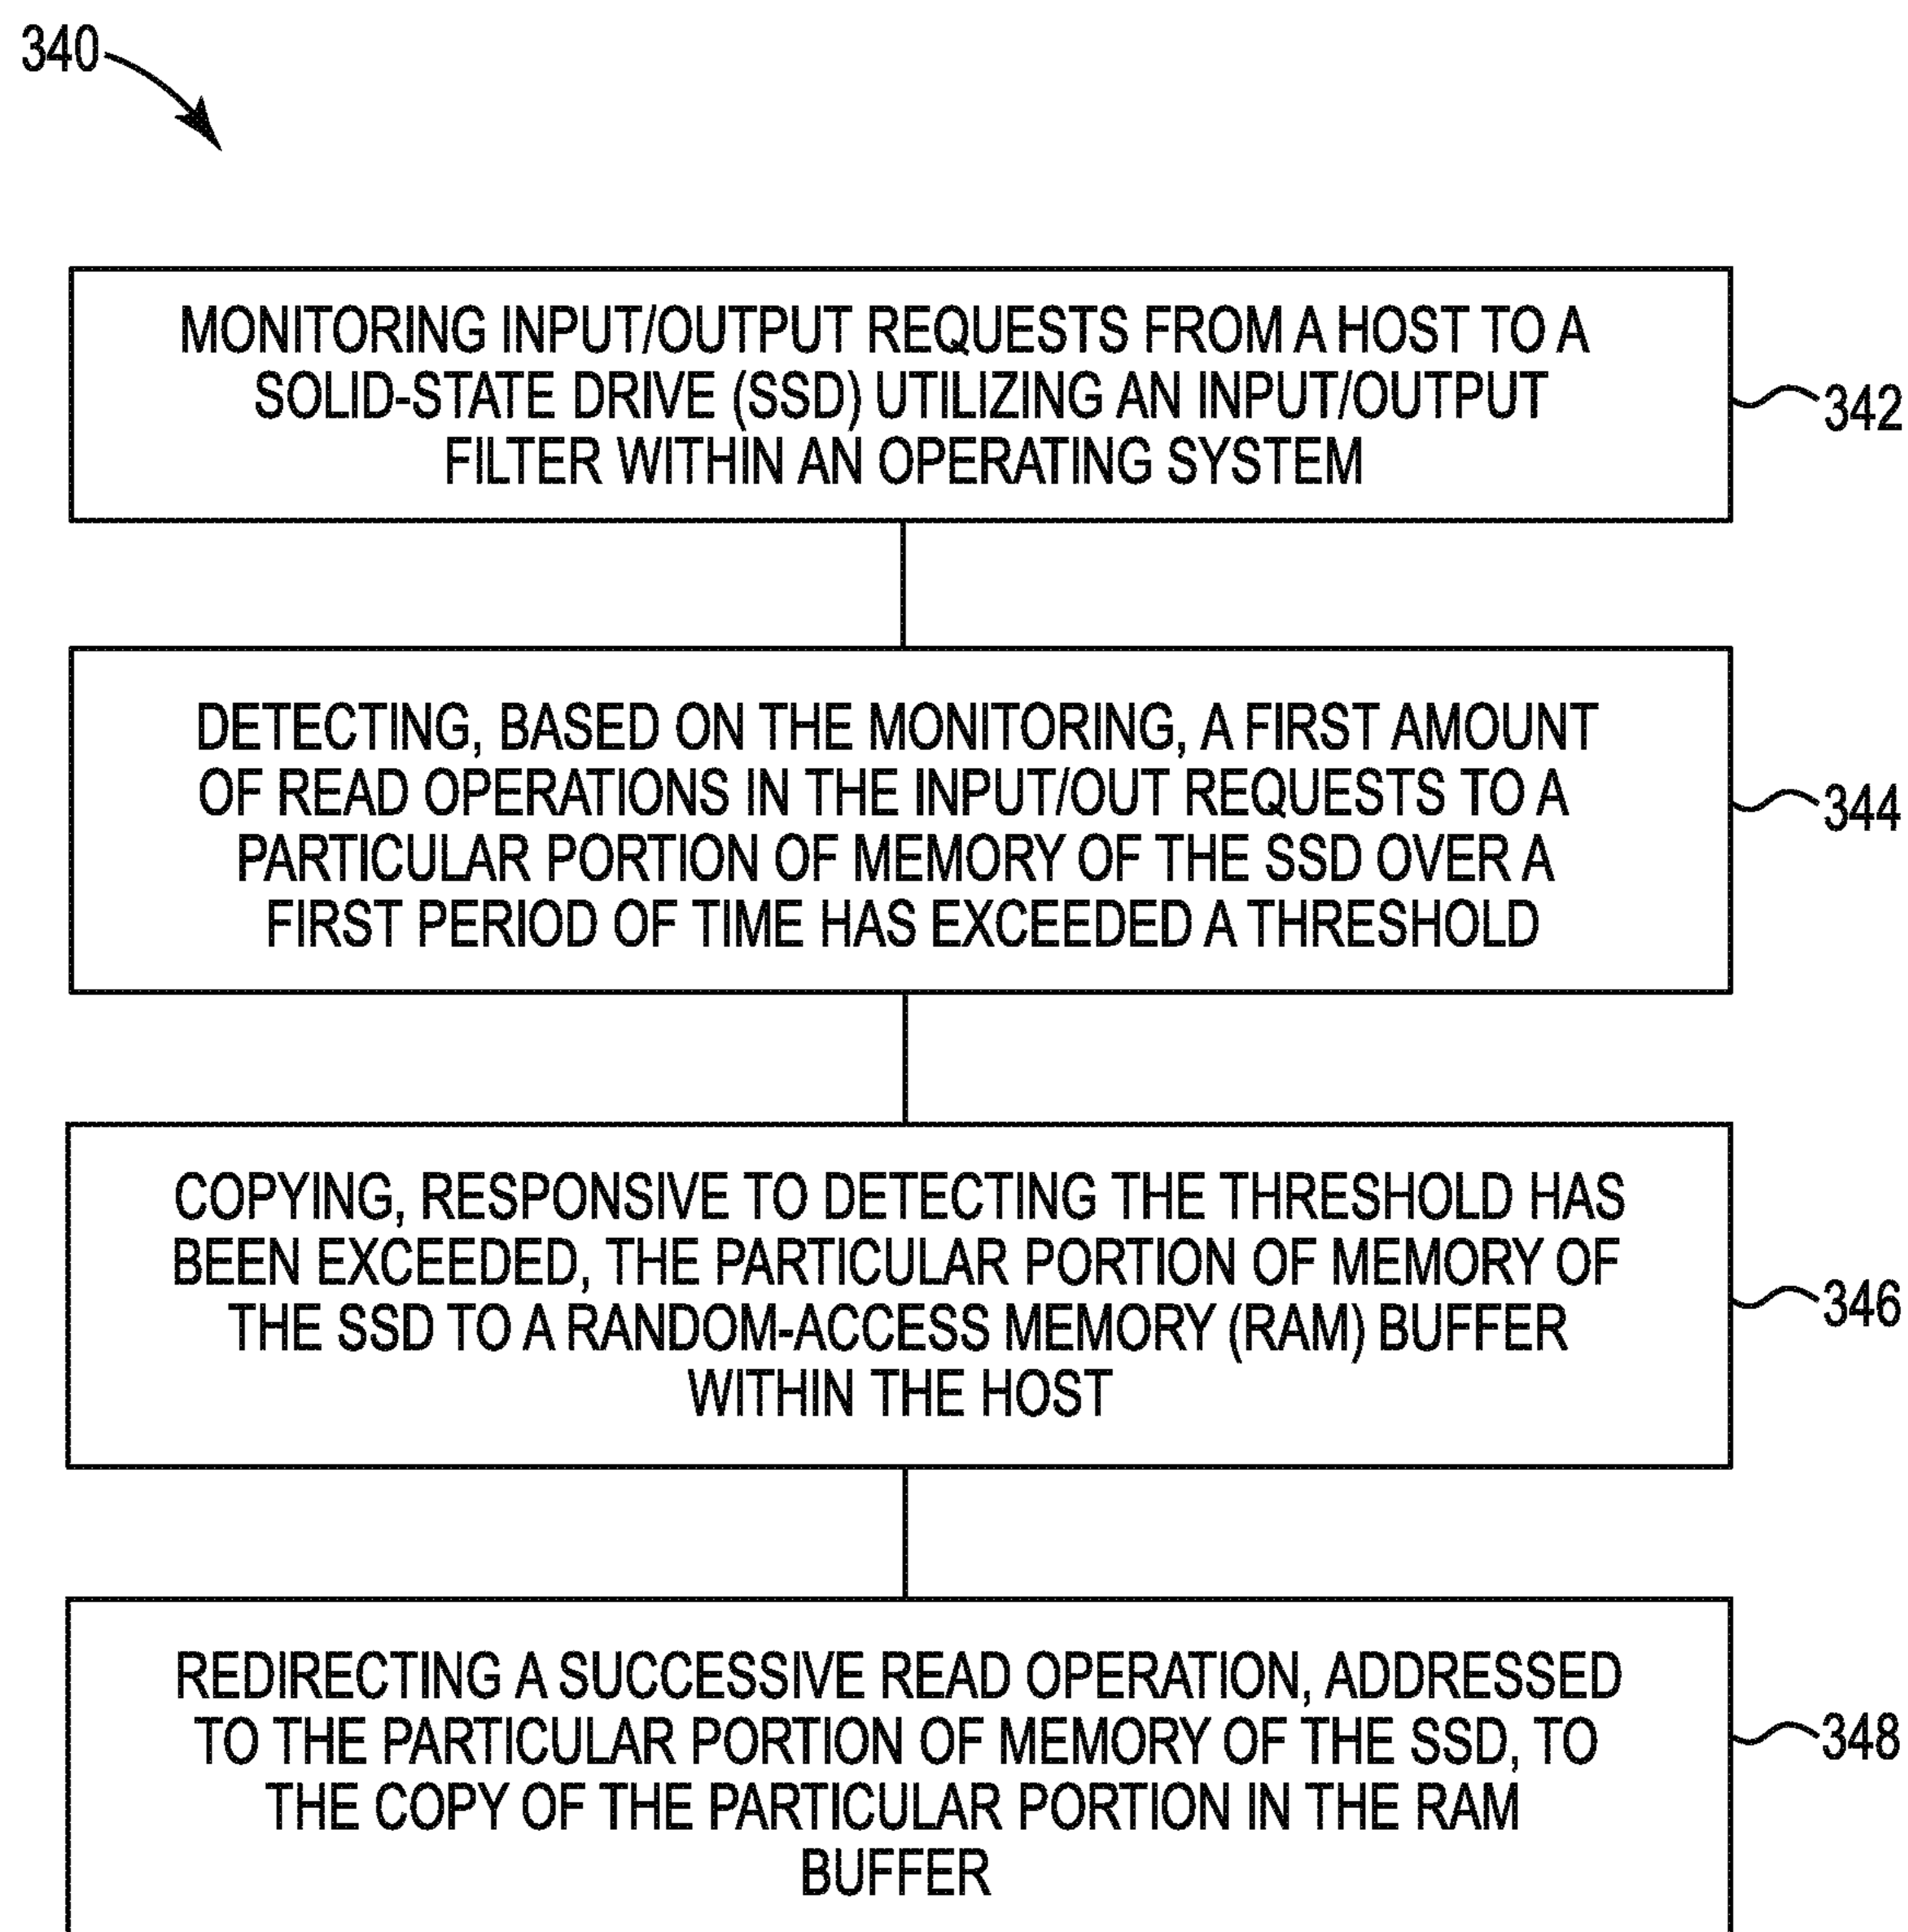 340
MONITORING INPUT/OUTPUT REQUESTS FROM A HOST TO A
SOLID-STATE DRIVE (SSD) UTILIZING AN INPUT/OUTPUT
FILTER WITHIN AN OPERATING SYSTEM
342
DETECTING, BASED ON THE MONITORING, A FIRST AMOUNT
OF READ OPERATIONS IN THE INPUT/OUT REQUESTS TO A
PARTICULAR PORTION OF MEMORY OF THE SSD OVER A
FIRST PERIOD OF TIME HAS EXCEEDED A THRESHOLD
344
COPYING, RESPONSIVE TO DETECTING THE THRESHOLD HAS
BEEN EXCEEDED, THE PARTICULAR PORTION OF MEMORY OF
THE SSD TO A RANDOM-ACCESS MEMORY (RAM) BUFFER
WITHIN THE HOST
346
REDIRECTING A SUCCESSIVE READ OPERATION, ADDRESSED
TO THE PARTICULAR PORTION OF MEMORY OF THE SSD, TO
THE COPY OF THE PARTICULAR PORTION IN THE RAM
BUFFER
348